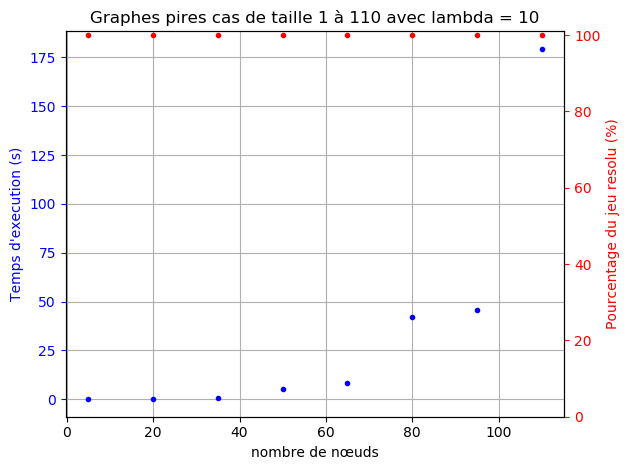 Graphes pires cas de taille 1 à 110 avec lambda = 10
175
150
125
100
75
50
25
0
Temps d'execution (s)
100
80
60
40
20
0
Pourcentage du jeu resolu (%)
0 20 40 60 80 100
nombre de nœuds